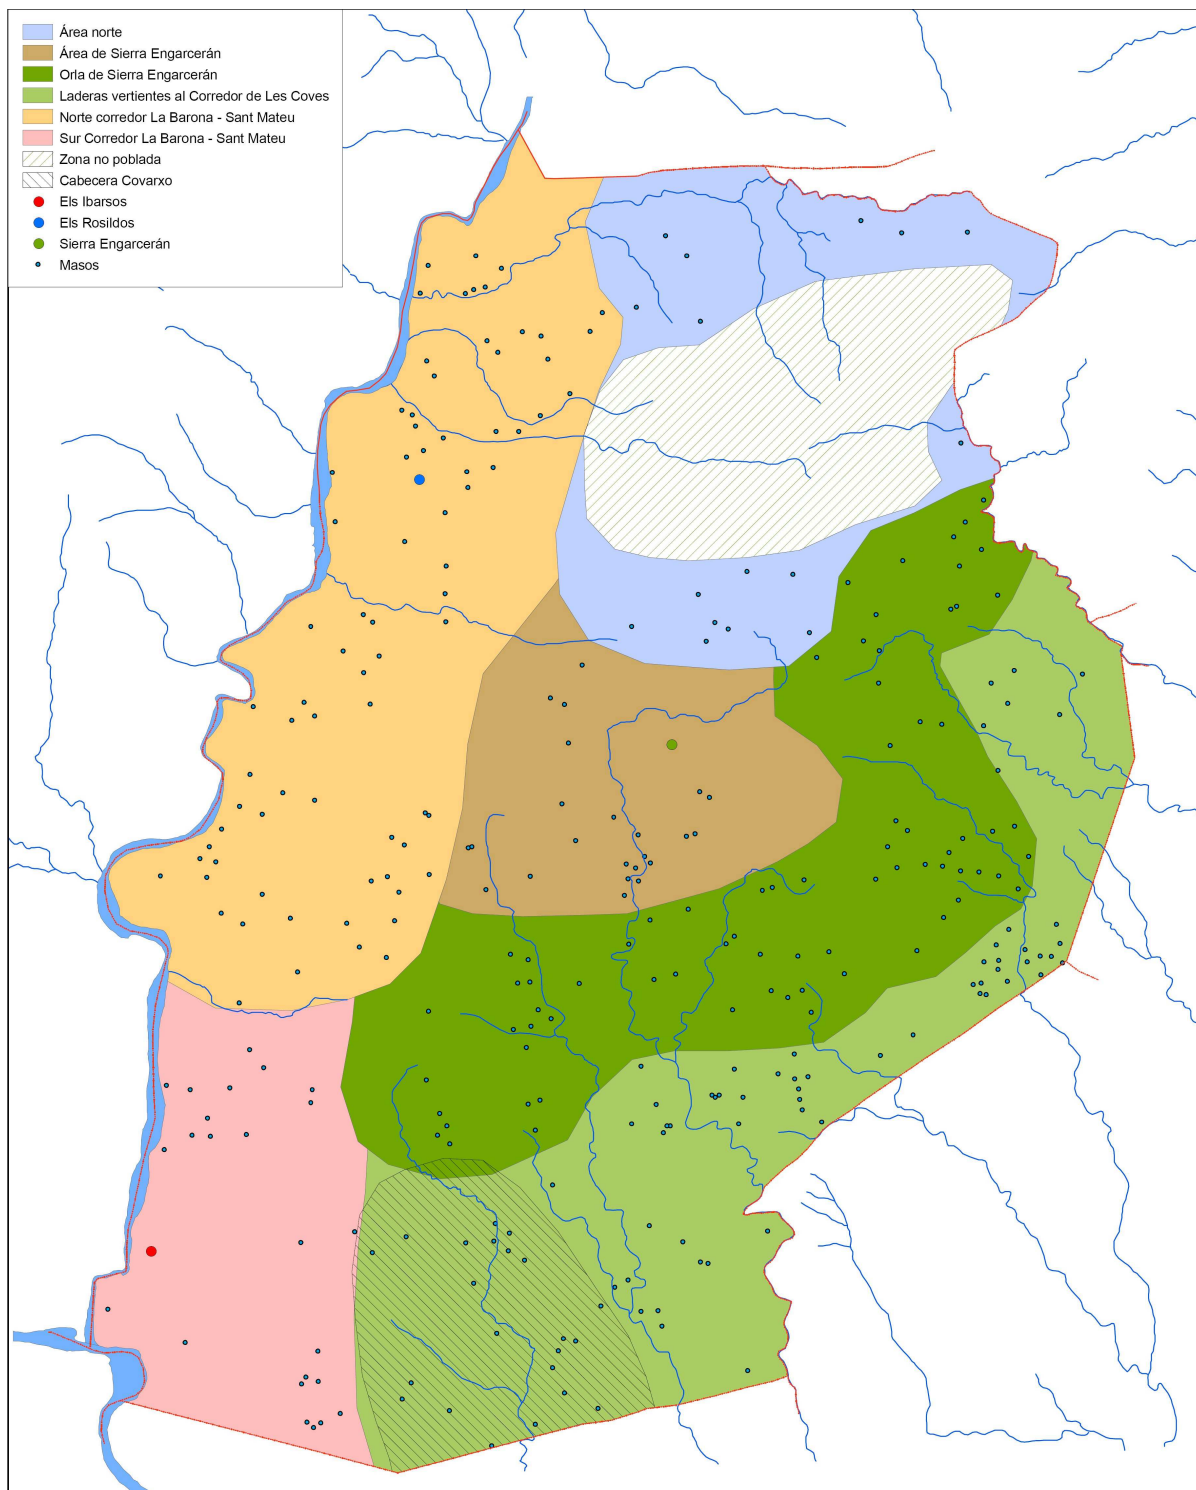 Área norte
Área de Sierra Engarcerán
Orla de Sierra Engarcerán
Laderas vertientes al Corredor de Les Coves
Norte corredor La Barona - Sant Mateu
Sur Corredor La Barona - Sant Mateu
Zona no poblada
Cabecera Covarxo
Els Ibarsos
Els Rosildos
Sierra Engarcerán
Masos